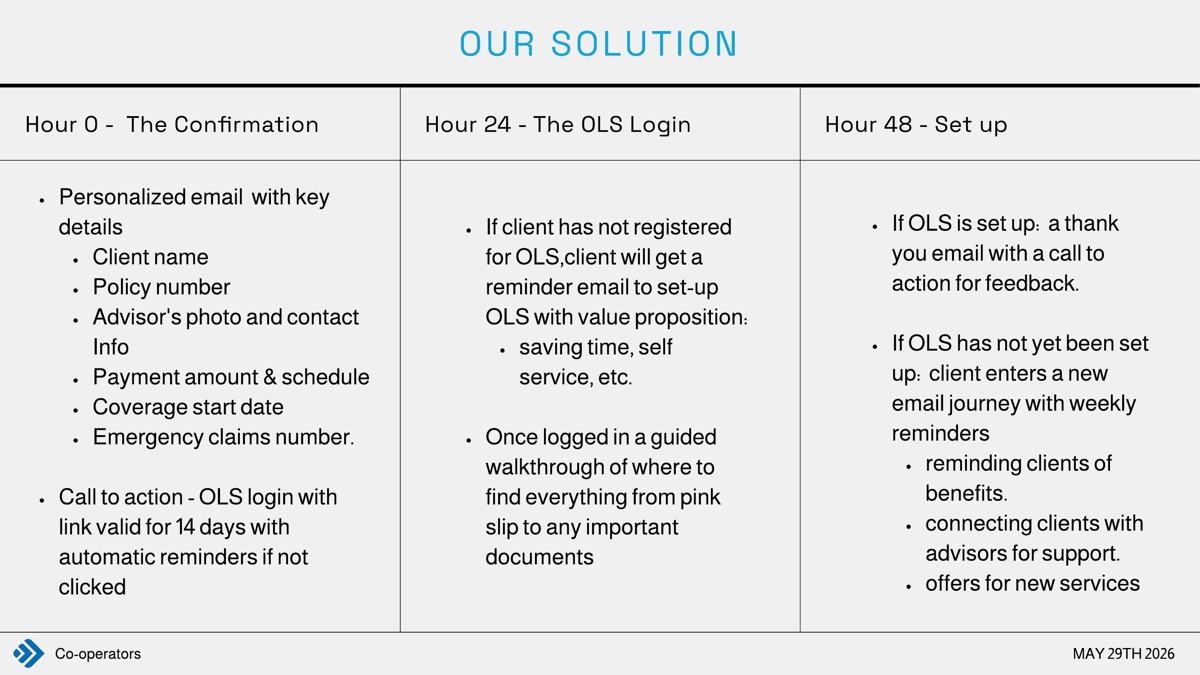 OUR SOLUTION
Hour 0 -  The Confirmation
• Personalized email  with key
details
• Client name
• Policy number
• Advisor's photo and contact
Info
• Payment amount & schedule
• Coverage start date
• Emergency claims number.
• Call to action - OLS login with
link valid for 14 days with
automatic reminders if not
clicked
Hour 24 - The OLS Login
• If client has not registered
for OLS,client will get a
reminder email to set-up
OLS with value proposition:
• saving time, self
service, etc.
• Once logged in a guided
walkthrough of where to
find everything from pink
slip to any important
documents
Hour 48 - Set up
• If OLS is set up:  a thank
you email with a call to
action for feedback.
• If OLS has not yet been set
up:  client enters a new
email journey with weekly
reminders
• reminding clients of
benefits.
• connecting clients with
advisors for support.
• offers for new services
Co-operators
MAY 29TH 2026